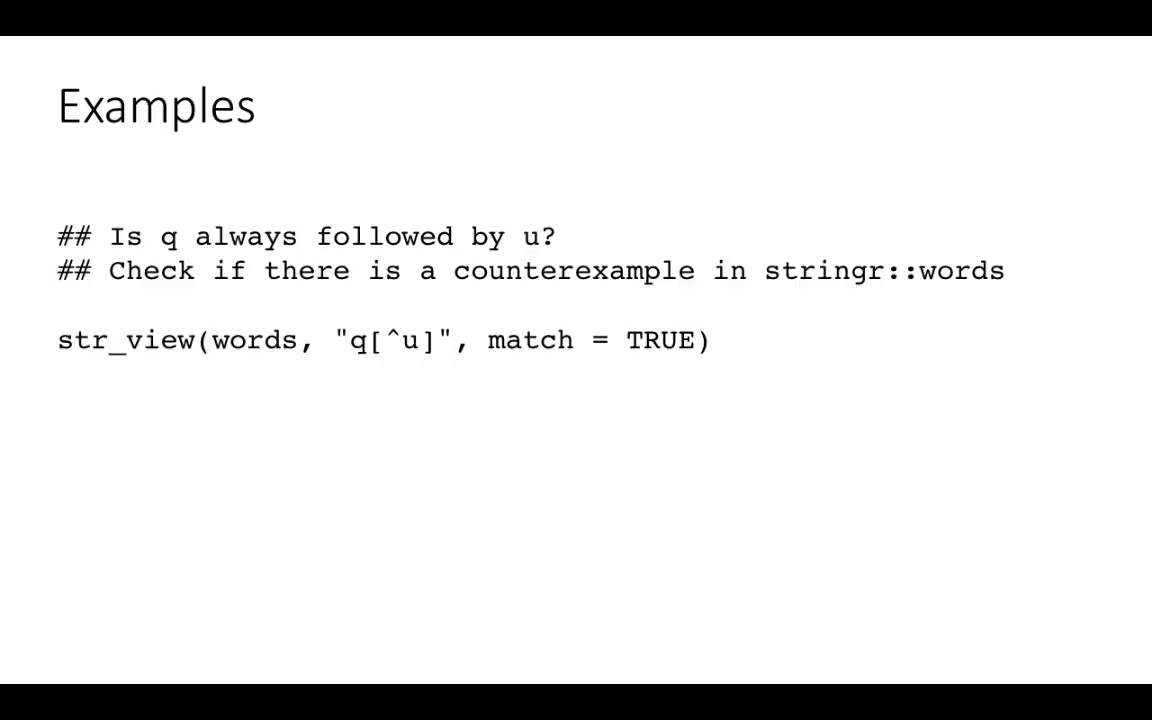 Examples
## Is q always followed by u?
## Check if there is a counterexample in stringr::words
str_view(words, "q[^u]", match = TRUE)